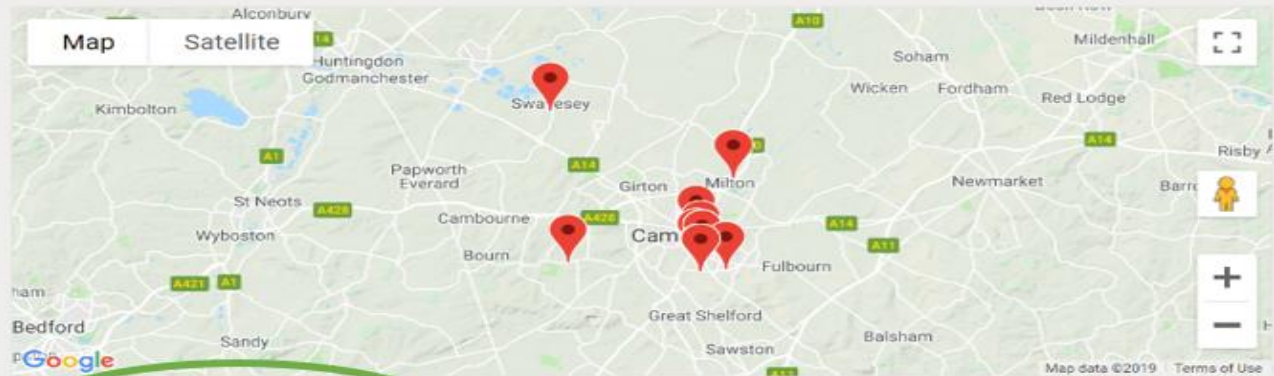 Alconbury
A10
Map Satellite
14
Huntingdon
Godmanchester
Mildenhall
Soham
Wicken Fordham
Red Lodge
Kimbolton
Swavesey
A14
A1
Risby
A14
Papworth
Everard
Girton Milton
Newmarket
St Neots
A428
Cambourne
A428
A14
Wyboston
Cam
A11
Bourn
Fulbourn
A421 A1
ham
Bedford
Great Shelford
Sandy
Balsham
Sawston
Google
Map data ©2019 Terms of Use